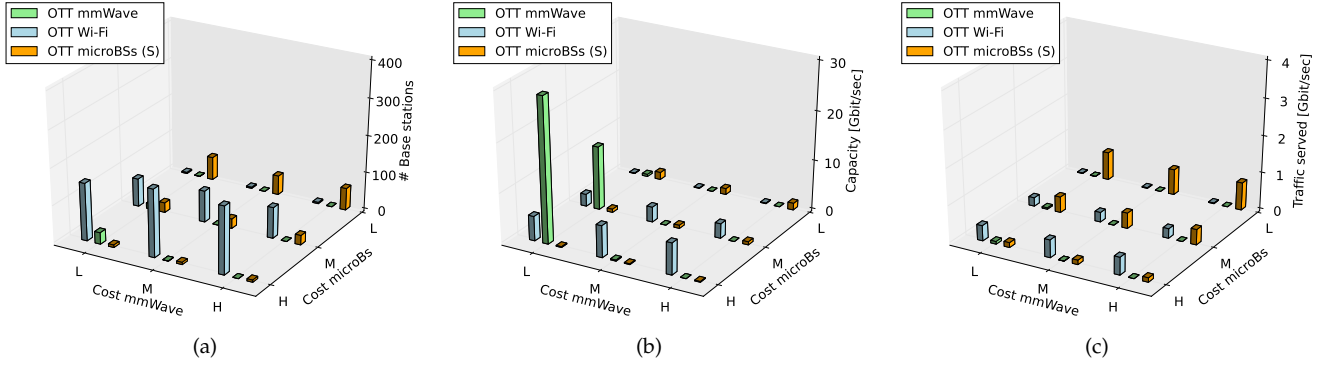 OTT mmWave
OTT Wi-Fi
OTT microBSs (S)
400
300
200
100
0
# Base stations
L
M
H
Cost mmWave
L
M
H
Cost microBs
(a)
OTT mmWave
OTT Wi-Fi
OTT microBSs (S)
30
20
10
0
Capacity [Gbit/sec]
L
M
H
Cost mmWave
L
M
H
Cost microBs
(b)
OTT mmWave
OTT Wi-Fi
OTT microBSs (S)
4
3
2
1
0
Traffic served [Gbit/sec]
L
M
H
Cost mmWave
L
M
H
Cost microBs
(c)